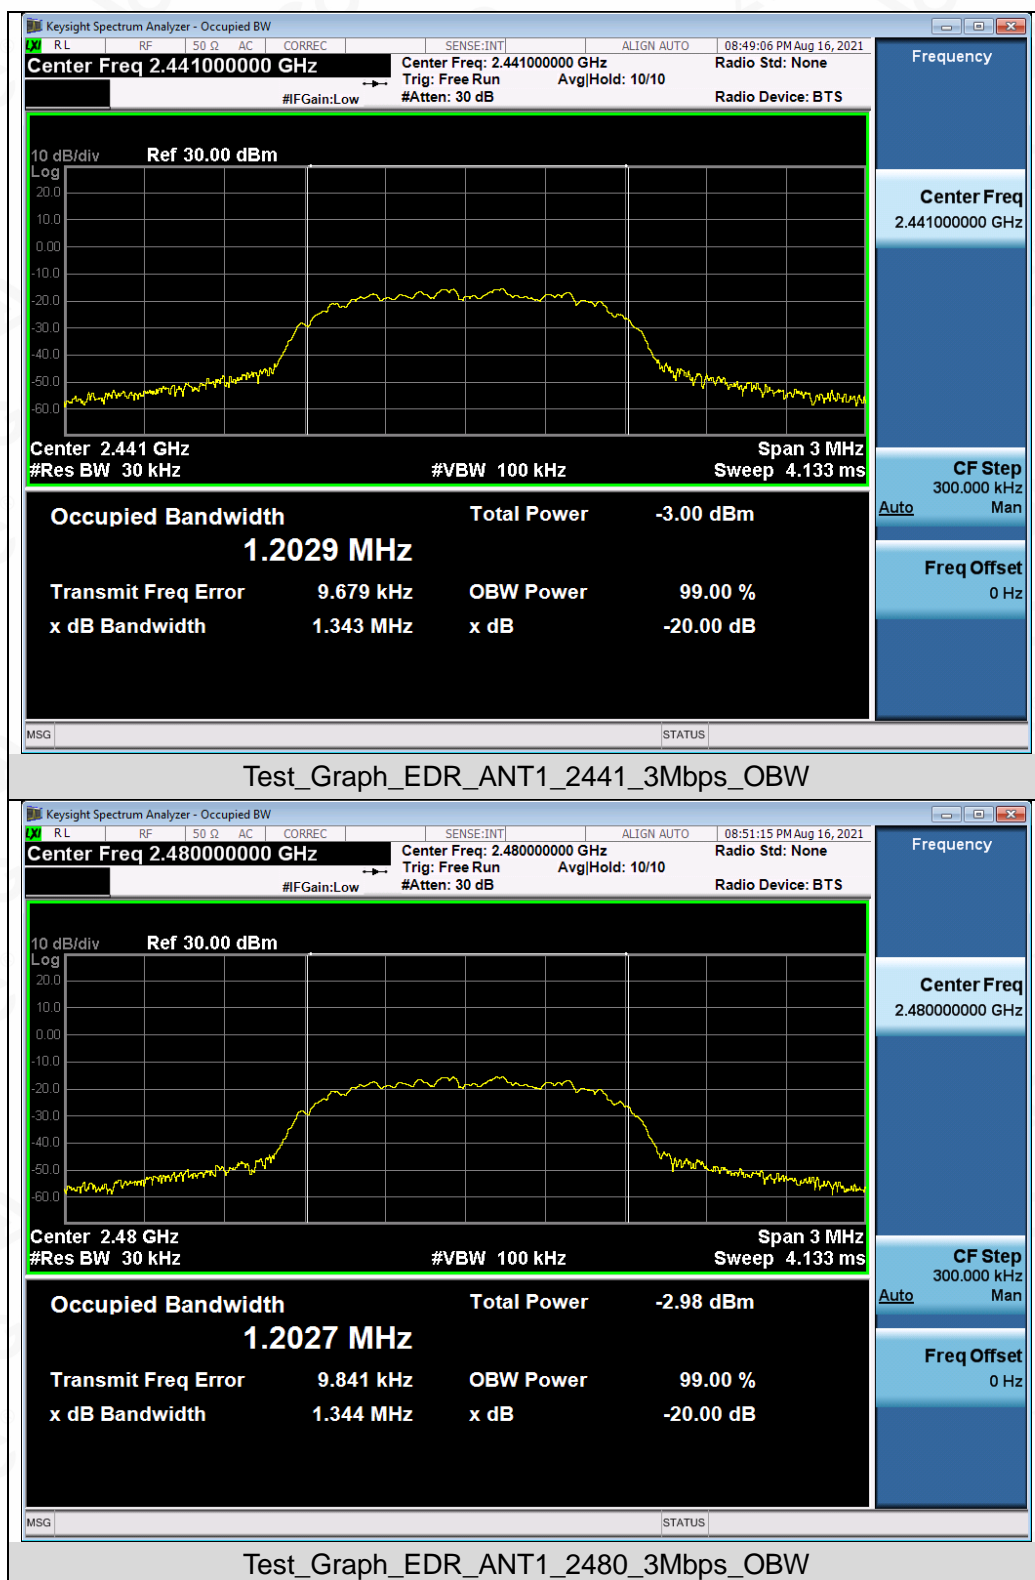 Keysight Spectrum Analyzer - Occupied BW
LXI RL RF 50 Ω AC CORREC SENSE:INT ALIGN AUTO 08:49:06 PM Aug 16, 2021
Center Freq 2.441000000 GHz Center Freq: 2.441000000 GHz Radio Std: None Frequency
Trig: Free Run Avg|Hold: 10/10
#IFGain:Low #Atten: 30 dB Radio Device: BTS
10 dB/div Ref 30.00 dBm
Log
20.0
10.0
0.00
-10.0
-20.0
-30.0
-40.0
-50.0
-60.0
Center Freq
2.441000000 GHz
Center 2.441 GHz Span 3 MHz
#Res BW 30 kHz #VBW 100 kHz Sweep 4.133 ms
CF Step
300.000 kHz
Auto Man
Occupied Bandwidth Total Power -3.00 dBm
1.2029 MHz
Freq Offset
0 Hz
Transmit Freq Error 9.679 kHz OBW Power 99.00 %
x dB Bandwidth 1.343 MHz x dB -20.00 dB
MSG STATUS
Test_Graph_EDR_ANT1_2441_3Mbps_OBW
Keysight Spectrum Analyzer - Occupied BW
LXI RL RF 50 Ω AC CORREC SENSE:INT ALIGN AUTO 08:51:15 PM Aug 16, 2021
Center Freq 2.480000000 GHz Center Freq: 2.480000000 GHz Radio Std: None Frequency
Trig: Free Run Avg|Hold: 10/10
#IFGain:Low #Atten: 30 dB Radio Device: BTS
10 dB/div Ref 30.00 dBm
Log
20.0
10.0
0.00
-10.0
-20.0
-30.0
-40.0
-50.0
-60.0
Center Freq
2.480000000 GHz
Center 2.48 GHz Span 3 MHz
#Res BW 30 kHz #VBW 100 kHz Sweep 4.133 ms
CF Step
300.000 kHz
Auto Man
Occupied Bandwidth Total Power -2.98 dBm
1.2027 MHz
Freq Offset
0 Hz
Transmit Freq Error 9.841 kHz OBW Power 99.00 %
x dB Bandwidth 1.344 MHz x dB -20.00 dB
MSG STATUS
Test_Graph_EDR_ANT1_2480_3Mbps_OBW